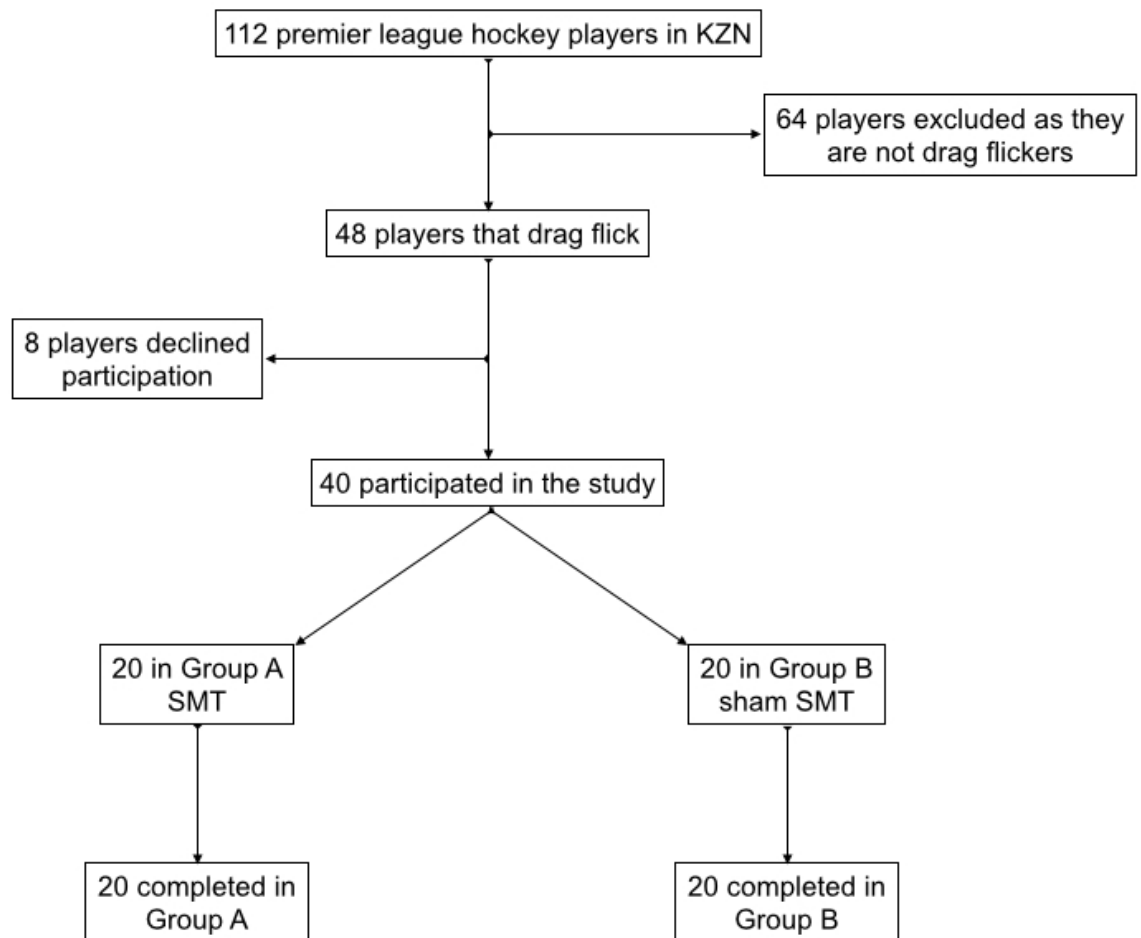 112 premier league hockey players in KZN
64 players excluded as they
are not drag flickers
48 players that drag flick
8 players declined
participation
40 participated in the study
20 in Group A
SMT
20 in Group B
sham SMT
20 completed in
Group A
20 completed in
Group B